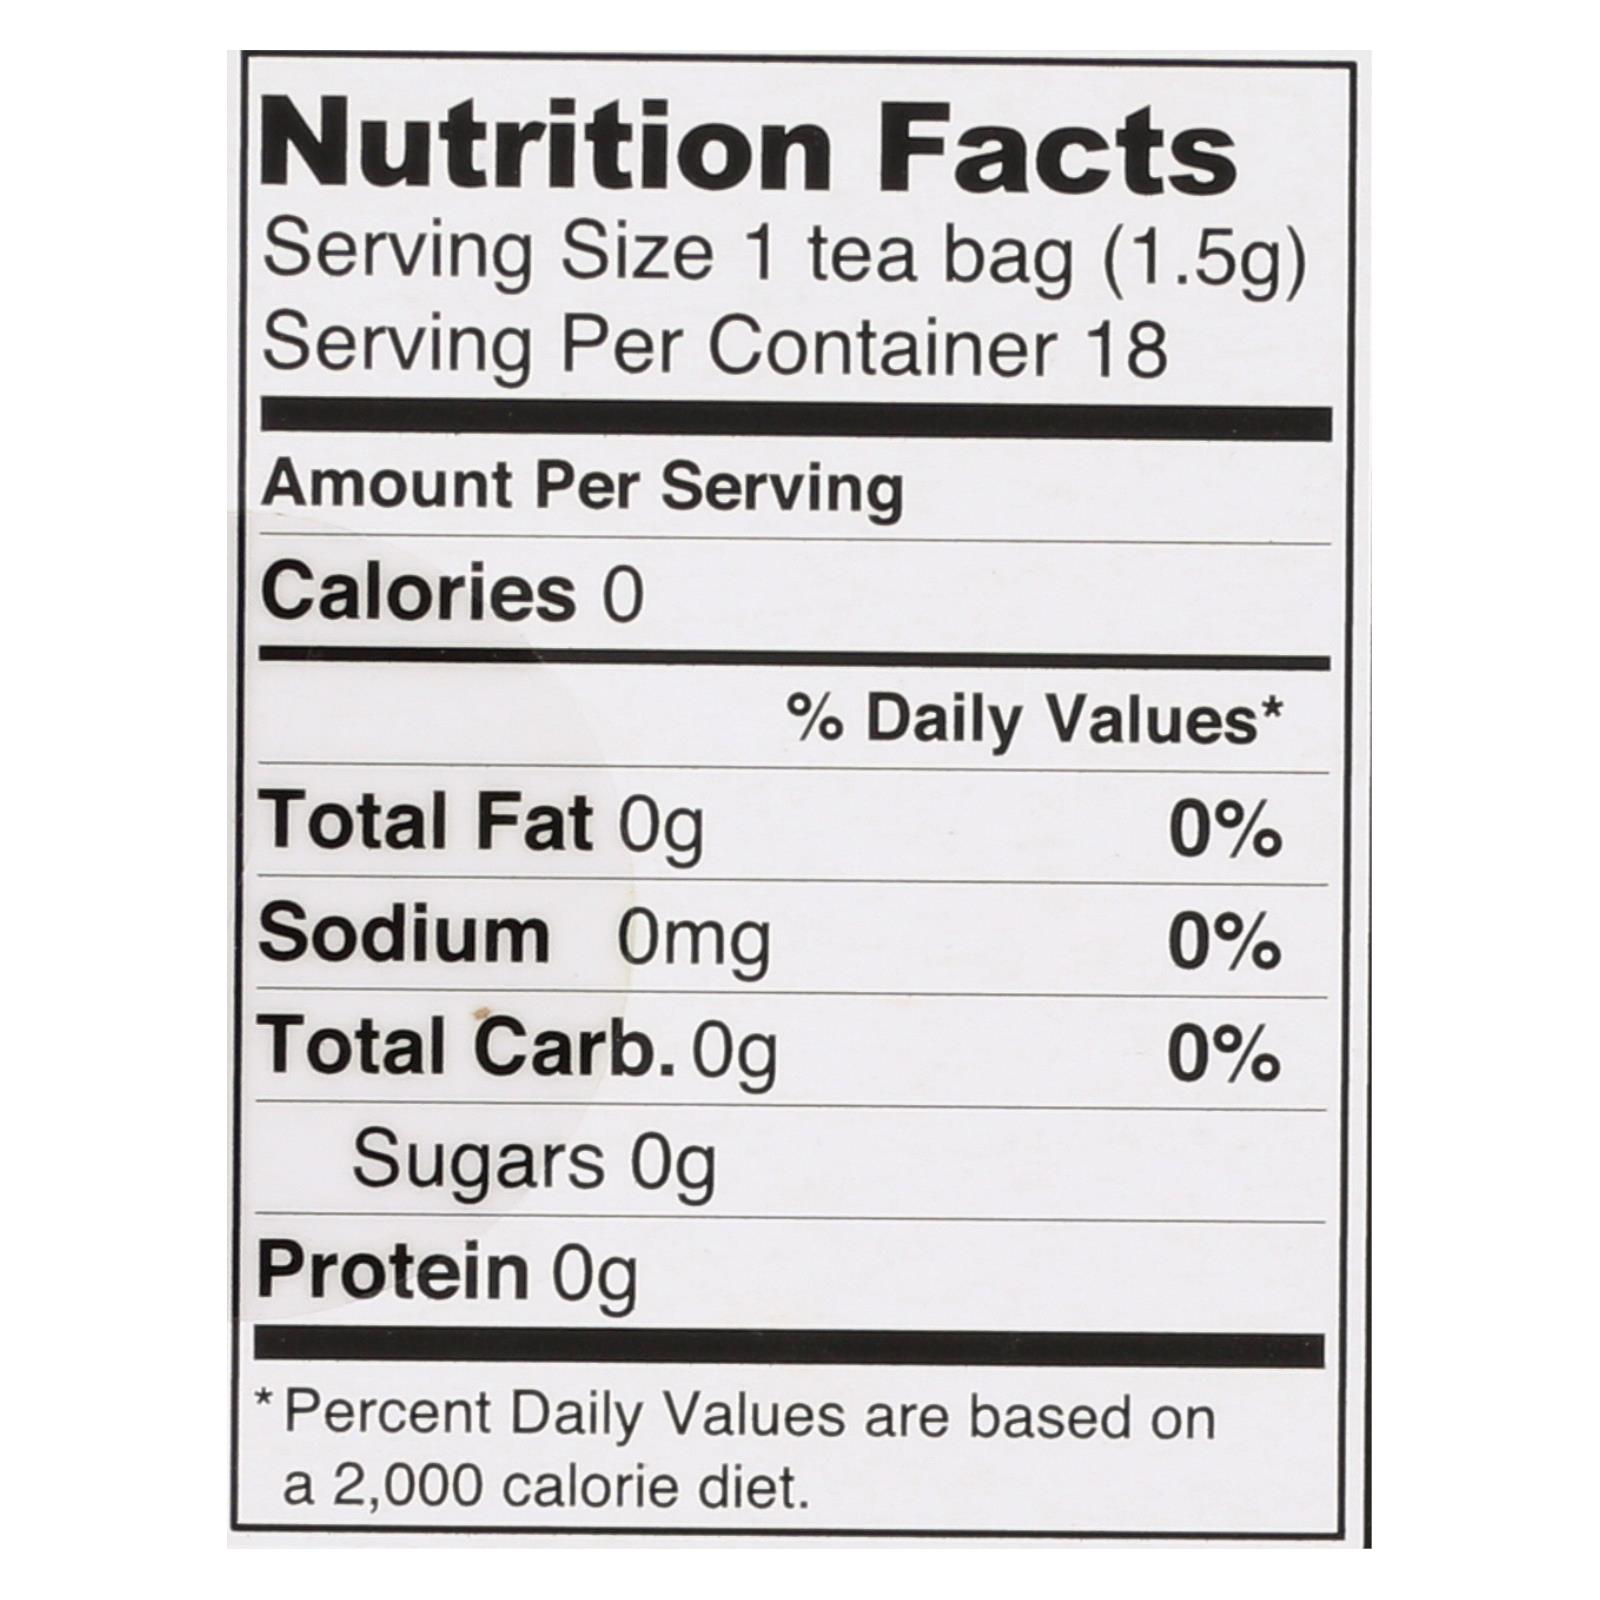 Nutrition Facts
Serving Size 1 tea bag (1.5g)
Serving Per Container 18
Amount Per Serving
Calories 0
% Daily Values*
Total Fat 0g 0%
Sodium 0mg 0%
Total Carb. 0g 0%
Sugars 0g
Protein 0g
* Percent Daily Values are based on
a 2,000 calorie diet.